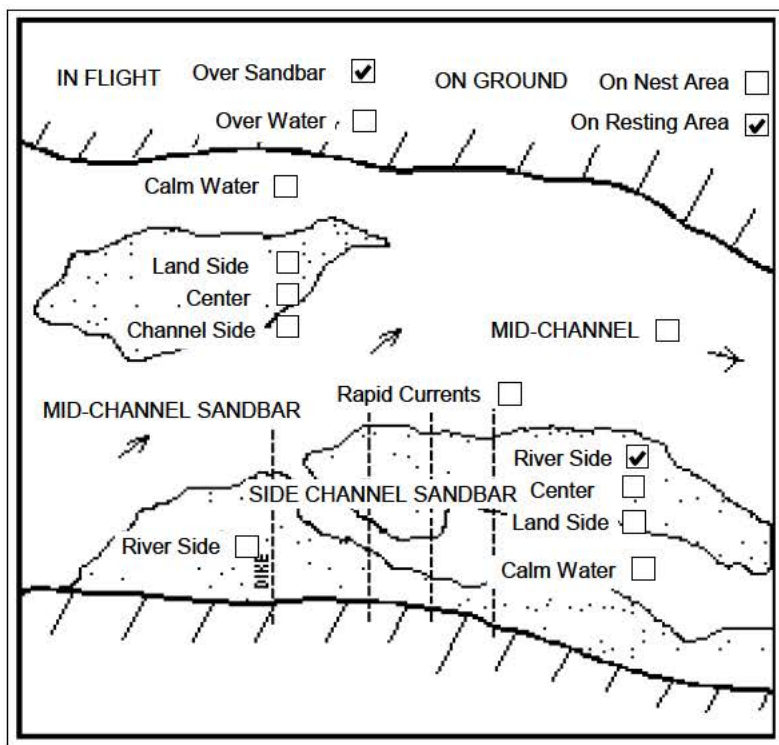 IN FLIGHT
Over Sandbar
ON GROUND
On Nest Area
Over Water
On Resting Area
Calm Water
Land Side
Center
Channel Side
MID-CHANNEL
Rapid Currents
MID-CHANNEL SANDBAR
River Side
SIDE CHANNEL SANDBAR
Center
Land Side
River Side
DIKE
Calm Water